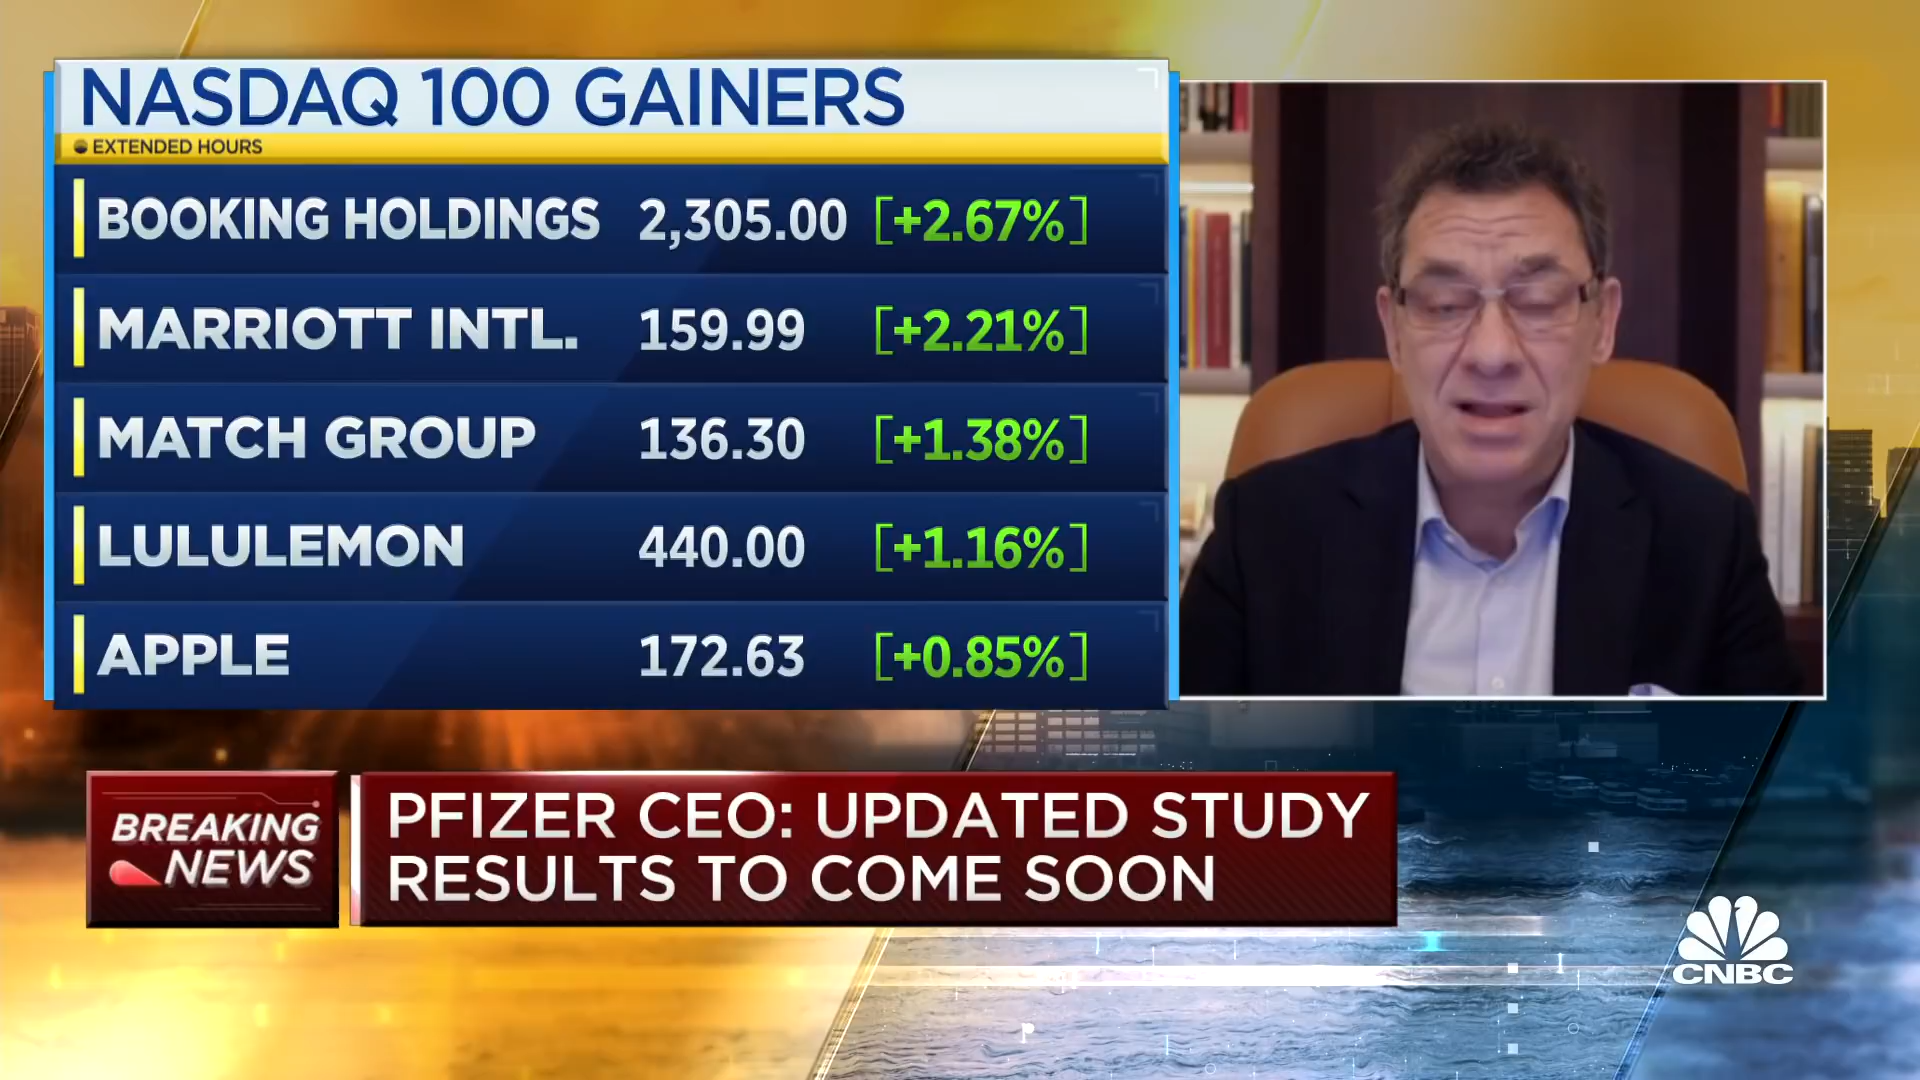 NASDAQ 100 GAINERS
EXTENDED HOURS
BOOKING HOLDINGS 2,305.00 [+2.67%]
MARRIOTT INTL. 159.99 [+2.21%]
MATCH GROUP 136.30 [+1.38%]
LULULEMON 440.00 [+1.16%]
APPLE 172.63 [+0.85%]
BREAKING NEWS
PFIZER CEO: UPDATED STUDY
RESULTS TO COME SOON
CNBC